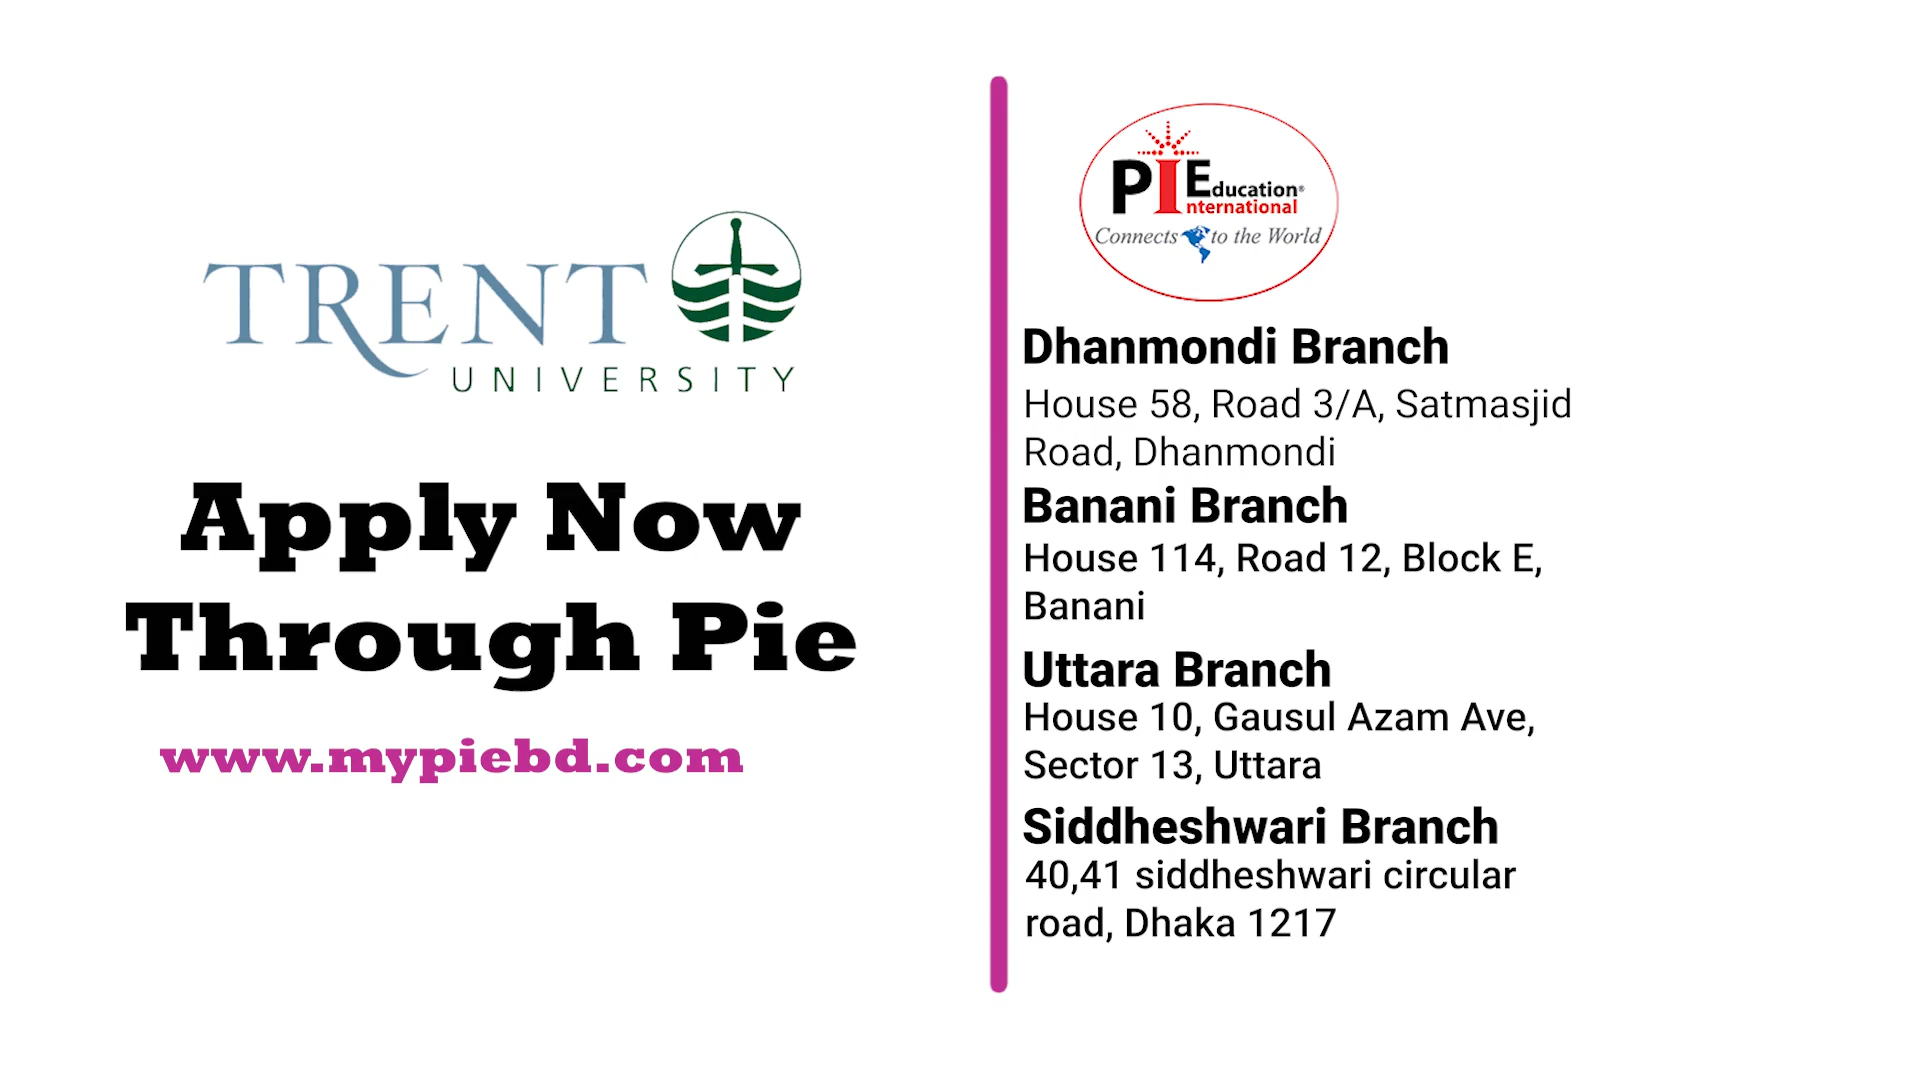 TRENT
UNIVERSITY
Apply Now
Through Pie
www.mypiebd.com
PIEducation®
International
Connects to the World
Dhanmondi Branch
House 58, Road 3/A, Satmasjid
Road, Dhanmondi
Banani Branch
House 114, Road 12, Block E,
Banani
Uttara Branch
House 10, Gausul Azam Ave,
Sector 13, Uttara
Siddheshwari Branch
40,41 siddheshwari circular
road, Dhaka 1217